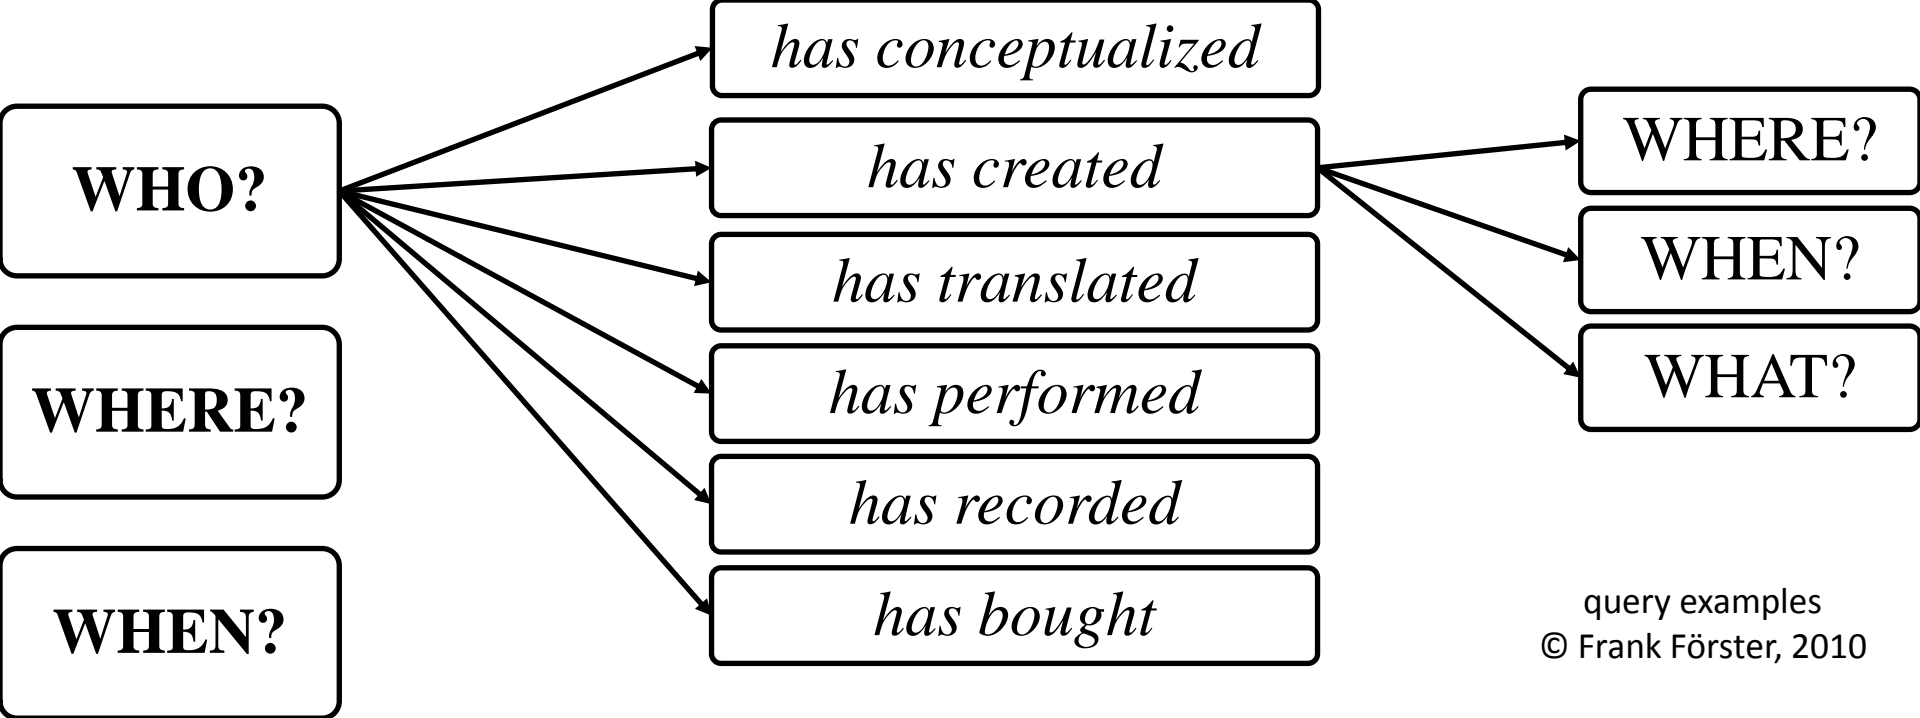 WHO?
WHERE?
WHEN?
has conceptualized
has created
has translated
has performed
has recorded
has bought
WHERE?
WHEN?
WHAT?
query examples
© Frank Förster, 2010